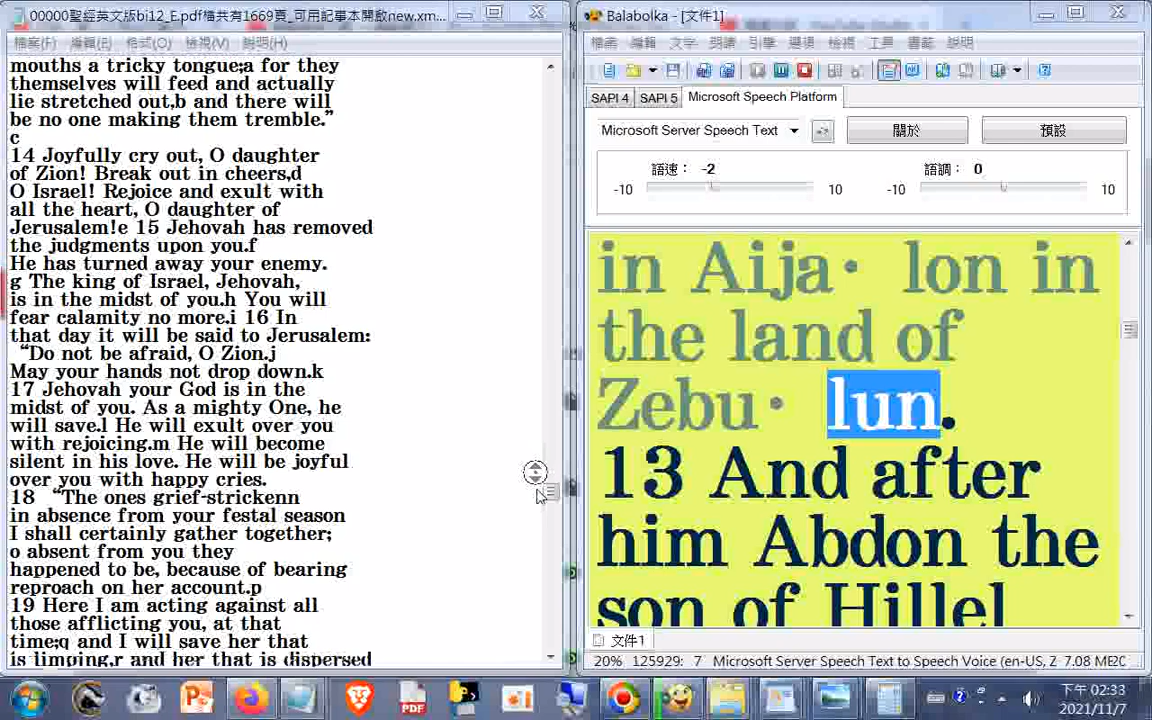 00000聖經英文版bi12_E.pdf檔共有1669頁_可用記事本開啟new.xm...
檔案(F) 編輯(E) 格式(O) 檢視(V) 說明(H)
mouths a tricky tongue;a for they
themselves will feed and actually
lie stretched out,b and there will
be no one making them tremble.”
c
14 Joyfully cry out, O daughter
of Zion! Break out in cheers,d
O Israel! Rejoice and exult with
all the heart, O daughter of
Jerusalem!e 15 Jehovah has removed
the judgments upon you.f
He has turned away your enemy.
g The king of Israel, Jehovah,
is in the midst of you.h You will
fear calamity no more.i 16 In
that day it will be said to Jerusalem:
“Do not be afraid, O Zion.j
May your hands not drop down.k
17 Jehovah your God is in the
midst of you. As a mighty One, he
will save.l He will exult over you
with rejoicing.m He will become
silent in his love. He will be joyful
over you with happy cries.
18 “The ones grief-strickenn
in absence from your festal season
I shall certainly gather together;
o absent from you they
happened to be, because of bearing
reproach on her account.p
19 Here I am acting against all
those afflicting you, at that
time;q and I will save her that
is limping,r and her that is dispersed
Balabolka - [文件1]
檔案 編輯 文字 朗讀 引擎 選項 檢視 工具 書籤 說明
SAPI 4 SAPI 5 Microsoft Speech Platform
Microsoft Server Speech Text 關於 預設
語速： -2 語調： 0
-10 10 -10 10
in Aija· lon in
the land of
Zebu· lun.
13 And after
him Abdon the
son of Hillel
文件1
20% 125929: 7 Microsoft Server Speech Text to Speech Voice (en-US, Z 7.08 ME2C
PDF
下午 02:33
2021/11/7